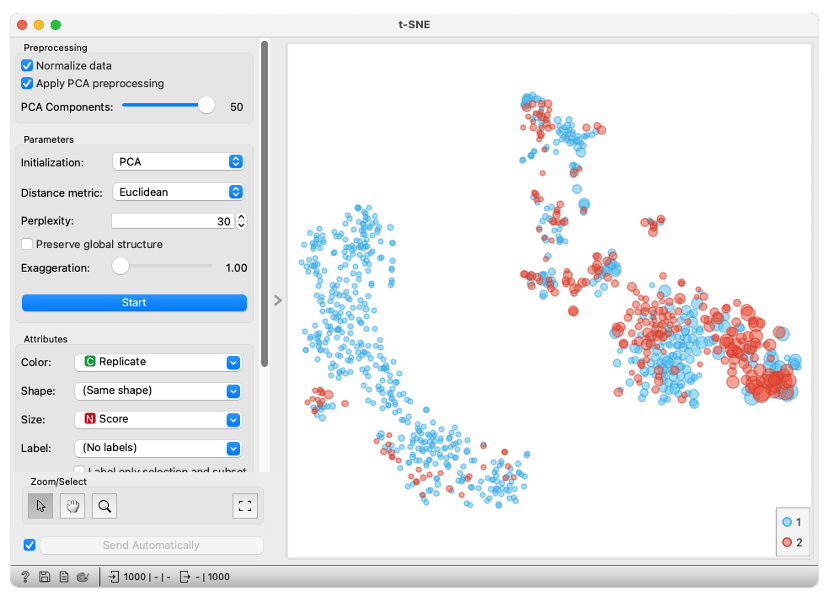 t-SNE
Preprocessing
Normalize data
Apply PCA preprocessing
PCA Components: 50
Parameters
Initialization: PCA
Distance metric: Euclidean
Perplexity: 30
Preserve global structure
Exaggeration: 1.00
Start
Attributes
Color: C Replicate
Shape: (Same shape)
Size: N Score
Label: (No labels)
Label only selection and subset
Zoom/Select
Send Automatically
1
2
? 1000 | - | - - | 1000